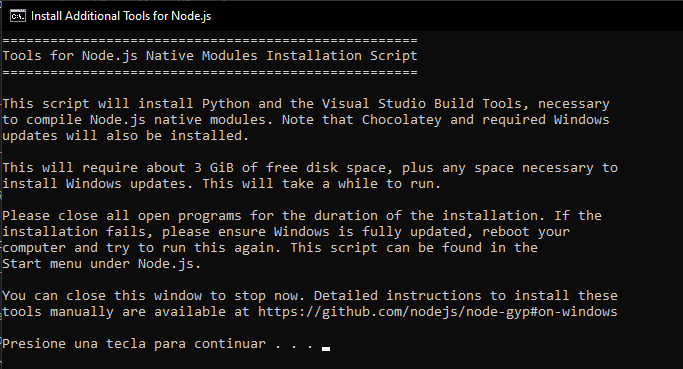 Install Additional Tools for Node.js
====================================================
Tools for Node.js Native Modules Installation Script
====================================================
This script will install Python and the Visual Studio Build Tools, necessary
to compile Node.js native modules. Note that Chocolatey and required Windows
updates will also be installed.
This will require about 3 GiB of free disk space, plus any space necessary to
install Windows updates. This will take a while to run.
Please close all open programs for the duration of the installation. If the
installation fails, please ensure Windows is fully updated, reboot your
computer and try to run this again. This script can be found in the
Start menu under Node.js.
You can close this window to stop now. Detailed instructions to install these
tools manually are available at https://github.com/nodejs/node-gyp#on-windows
Presione una tecla para continuar . . .